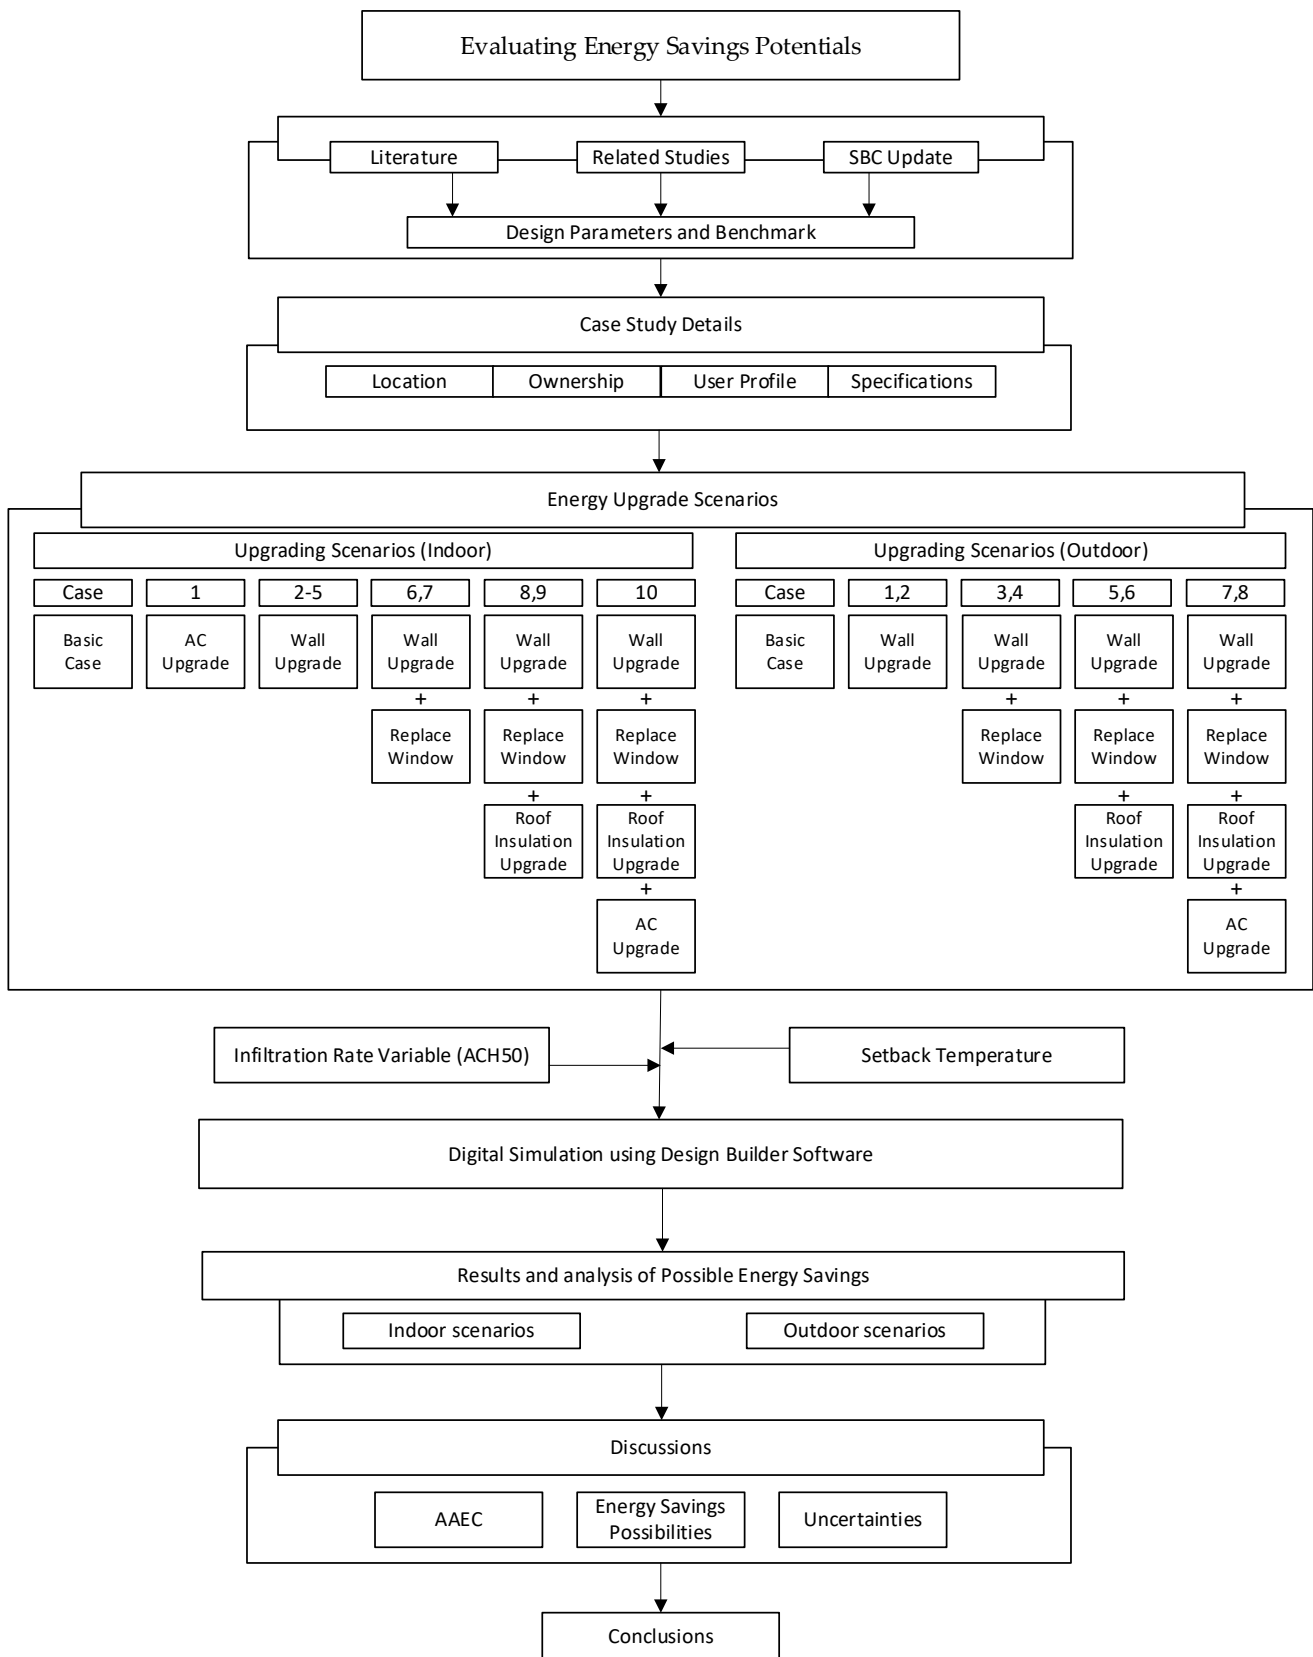 Evaluating Energy Savings Potentials
Literature
Related Studies
SBC Update
Design Parameters and Benchmark
Case Study Details
Location
Ownership
User Profile
Specifications
Energy Upgrade Scenarios
Upgrading Scenarios (Indoor)
Case
1
2-5
6,7
8,9
10
Basic
Case
AC
Upgrade
Wall
Upgrade
Wall
Upgrade
+
Replace
Window
Wall
Upgrade
+
Replace
Window
+
Roof
Insulation
Upgrade
Wall
Upgrade
+
Replace
Window
+
Roof
Insulation
Upgrade
+
AC
Upgrade
Upgrading Scenarios (Outdoor)
Case
1,2
3,4
5,6
7,8
Basic
Case
Wall
Upgrade
Wall
Upgrade
+
Replace
Window
Wall
Upgrade
+
Replace
Window
+
Roof
Insulation
Upgrade
Wall
Upgrade
+
Replace
Window
+
Roof
Insulation
Upgrade
+
AC
Upgrade
Infiltration Rate Variable (ACH50)
Setback Temperature
Digital Simulation using Design Builder Software
Results and analysis of Possible Energy Savings
Indoor scenarios
Outdoor scenarios
Discussions
AAEC
Energy Savings
Possibilities
Uncertainties
Conclusions